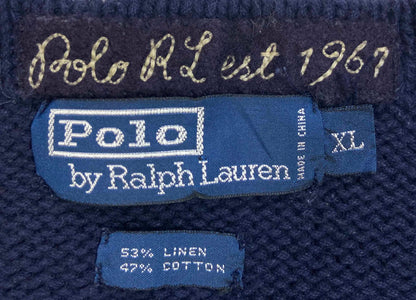 Polo RL est 1967
Polo
by Ralph Lauren
MADE IN CHINA
XL
53% LINEN
47% COTTON